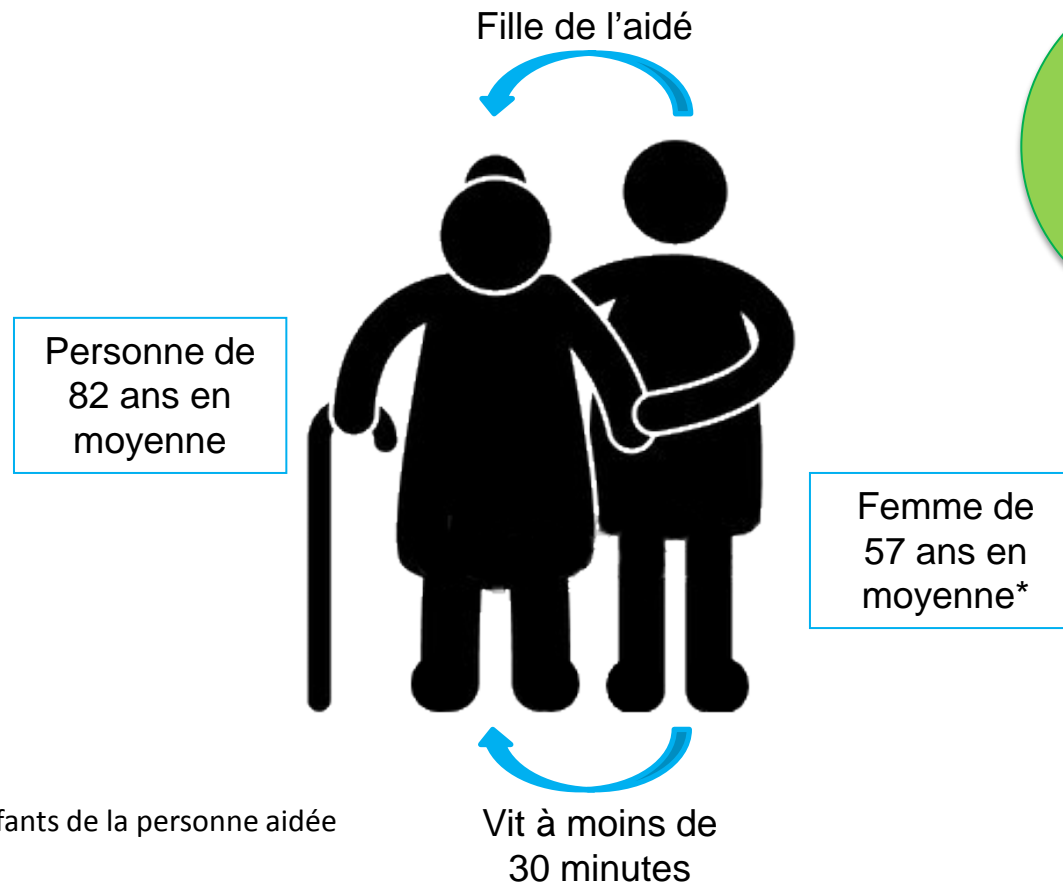 Fille de l’aidé
Personne de
82 ans en
moyenne
Femme de
57 ans en
moyenne*
fants de la personne aidée
Vit à moins de
30 minutes